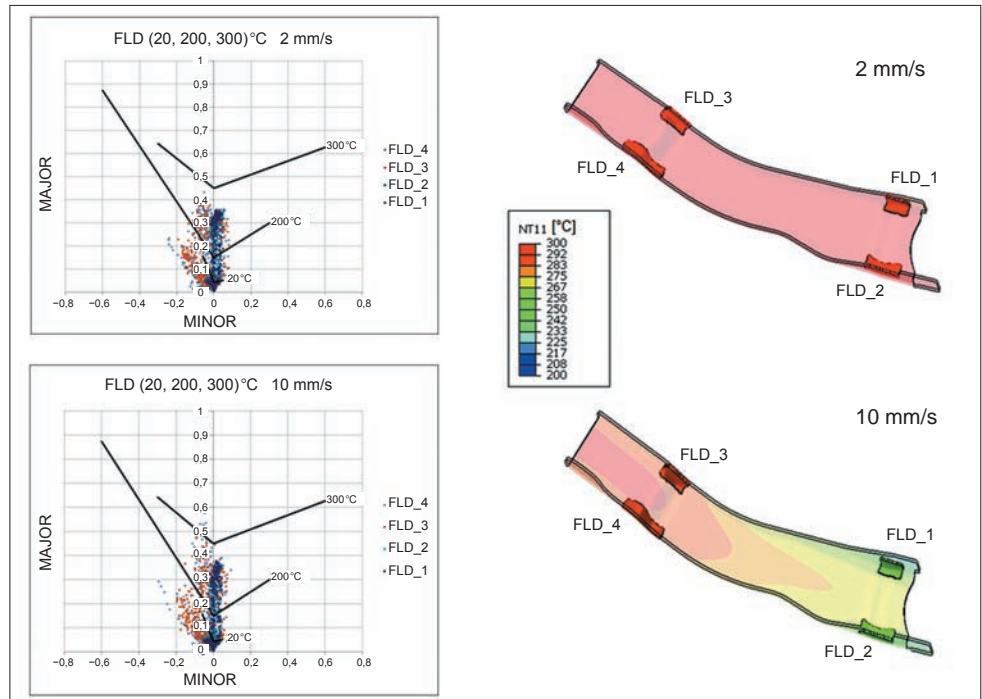 FLD (20, 200, 300)°C 2 mm/s
1
0,9
0,8
0,7
0,6
0,5
0,4
0,3
0,2
0,1
0
300°C
200°C
20°C
MAJOR
FLD_4
FLD_3
FLD_2
FLD_1
−0,8 −0,6 −0,4 −0,2 0 0,2 0,4 0,6 0,8
MINOR
2 mm/s
FLD_3
FLD_4
FLD_1
FLD_2
NT11 [°C]
300
292
283
275
267
258
250
242
233
225
217
208
200
FLD (20, 200, 300)°C 10 mm/s
1
0,9
0,8
0,7
0,6
0,5
0,4
0,3
0,2
0,1
0
300°C
200°C
20°C
MAJOR
FLD_4
FLD_3
FLD_2
FLD_1
−0,8 −0,6 −0,4 −0,2 0 0,2 0,4 0,6 0,8
MINOR
10 mm/s
FLD_3
FLD_4
FLD_1
FLD_2